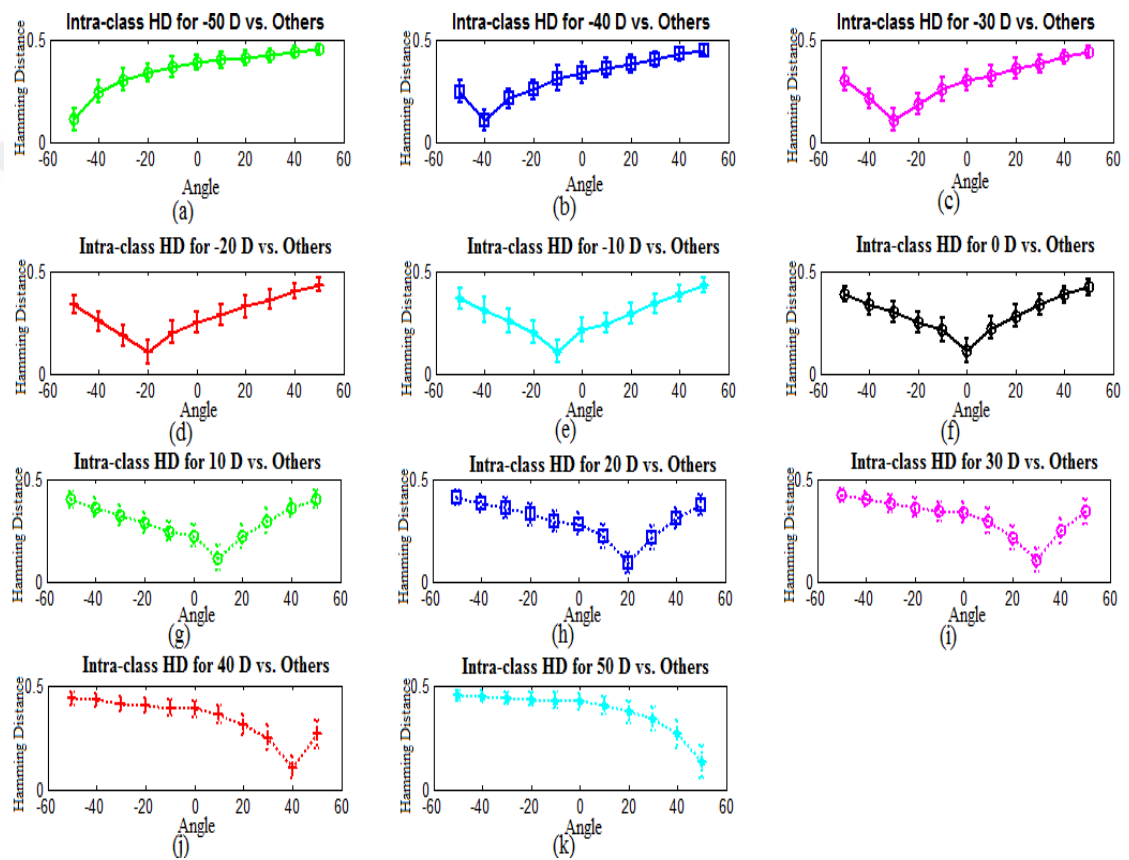 Intra-class HD for -50 D vs. Others
Intra-class HD for -40 D vs. Others
Intra-class HD for -30 D vs. Others
Hamming Distance
0.5
0
-60 -40 -20 0 20 40 60
Angle
(a)
Hamming Distance
0.5
0
-60 -40 -20 0 20 40 60
Angle
(b)
Hamming Distance
0.5
0
-60 -40 -20 0 20 40 60
Angle
(c)
Intra-class HD for -20 D vs. Others
Intra-class HD for -10 D vs. Others
Intra-class HD for 0 D vs. Others
Hamming Distance
0.5
0
-60 -40 -20 0 20 40 60
Angle
(d)
Hamming Distance
0.5
0
-60 -40 -20 0 20 40 60
Angle
(e)
Hamming Distance
0.5
0
-60 -40 -20 0 20 40 60
Angle
(f)
Intra-class HD for 10 D vs. Others
Intra-class HD for 20 D vs. Others
Intra-class HD for 30 D vs. Others
Hamming Distance
0.5
0
-60 -40 -20 0 20 40 60
Angle
(g)
Hamming Distance
0.5
0
-60 -40 -20 0 20 40 60
Angle
(h)
Hamming Distance
0.5
0
-60 -40 -20 0 20 40 60
Angle
(i)
Intra-class HD for 40 D vs. Others
Intra-class HD for 50 D vs. Others
Hamming Distance
0.5
0
-60 -40 -20 0 20 40 60
Angle
(j)
Hamming Distance
0.5
0
-60 -40 -20 0 20 40 60
Angle
(k)